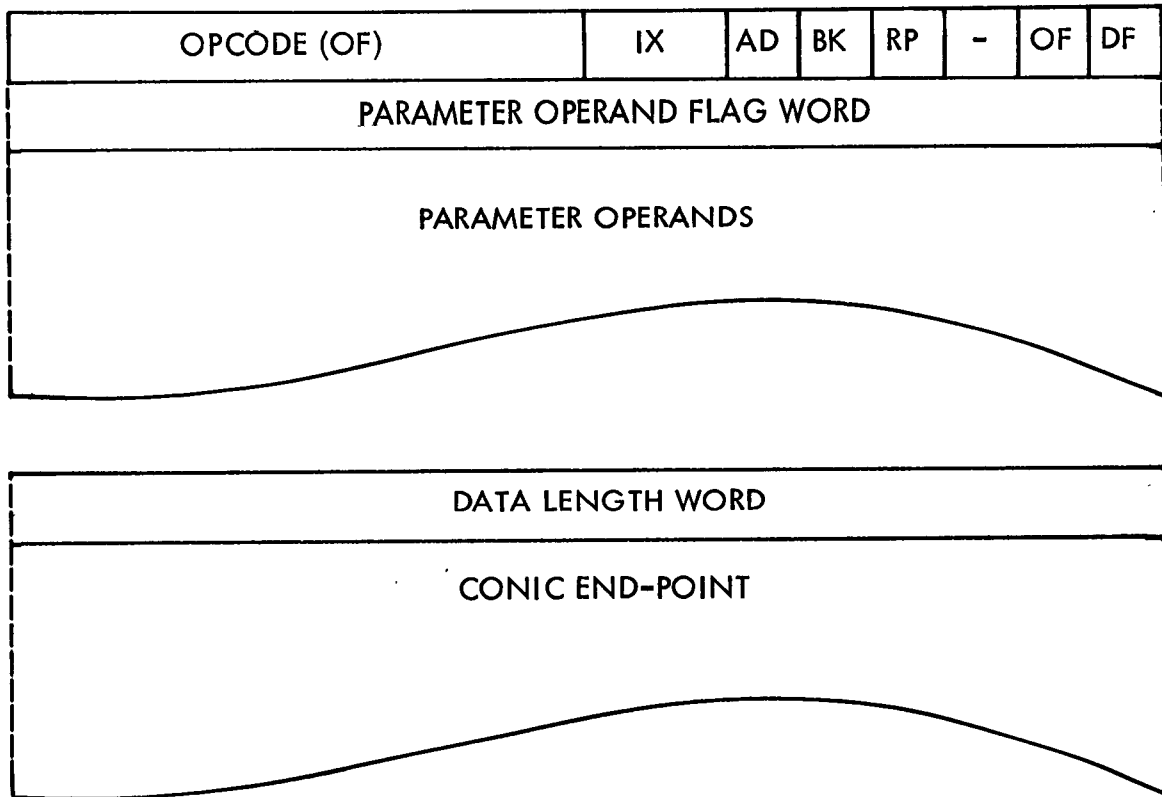 OPCODE (OF) IX AD BK RP - OF DF
PARAMETER OPERAND FLAG WORD
PARAMETER OPERANDS
DATA LENGTH WORD
CONIC END-POINT